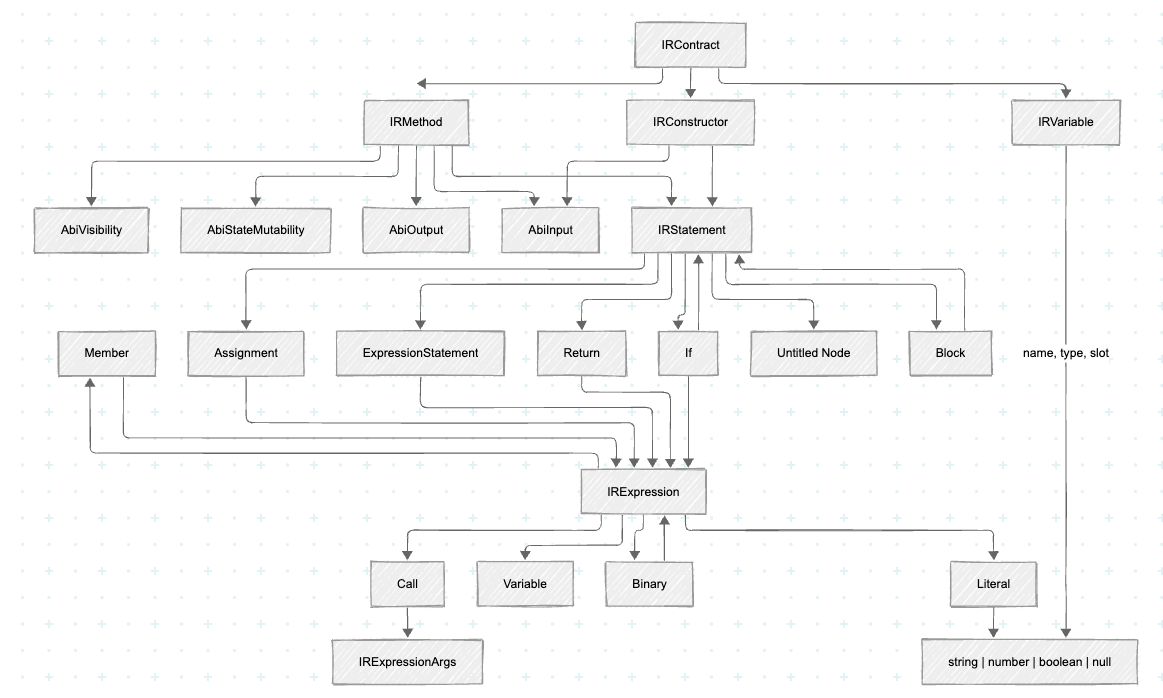 IRContract
IRMethod
IRConstructor
IRVariable
AbiVisibility
AbiStateMutability
AbiOutput
AbiInput
IRStatement
Member
Assignment
ExpressionStatement
Return
If
Untitled Node
Block
name, type, slot
IRExpression
Call
Variable
Binary
Literal
IRExpressionArgs
string | number | boolean | null